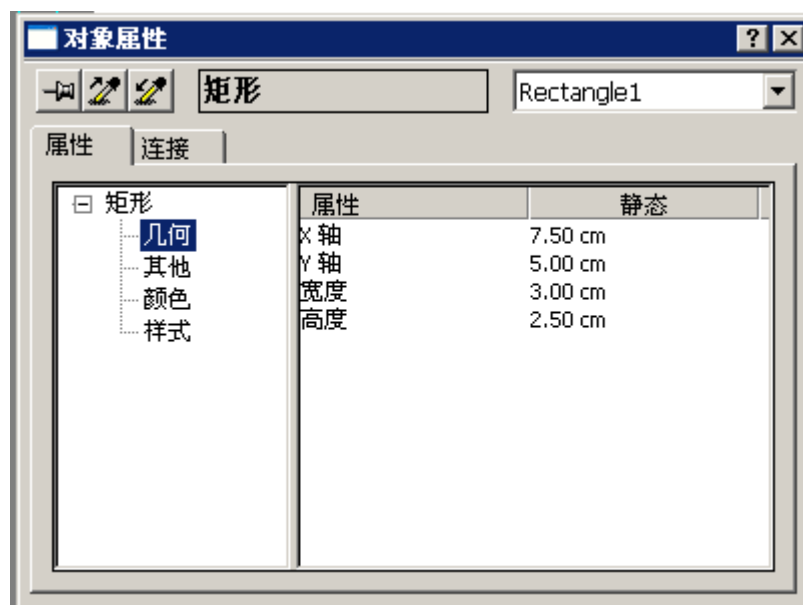 对象属性
矩形 Rectangle1
属性 连接
矩形
几何
其他
颜色
样式
属性 静态
X 轴 7.50 cm
Y 轴 5.00 cm
宽度 3.00 cm
高度 2.50 cm